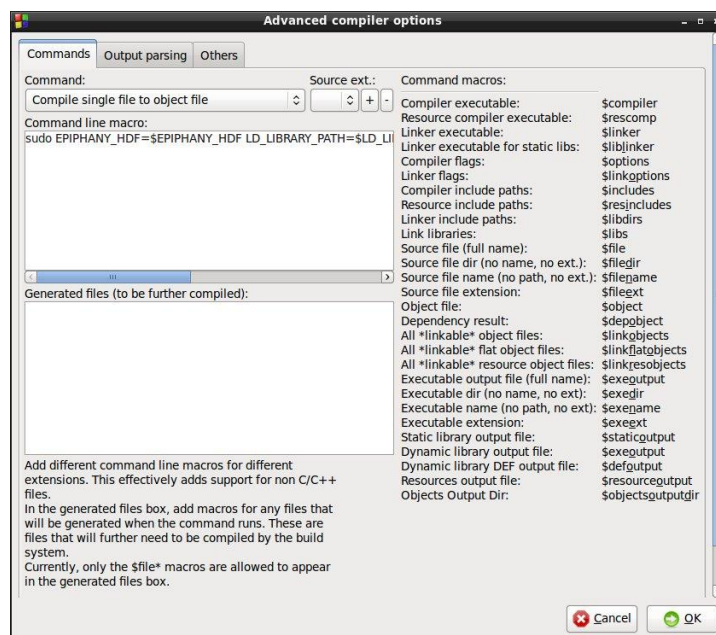 Advanced compiler options
Commands
Output parsing
Others
Command:
Source ext.:
Compile single file to object file
+
-
Command line macro:
sudo EPIPHANY_HDF=$EPIPHANY_HDF LD_LIBRARY_PATH=$LD_LI
Generated files (to be further compiled):
Add different command line macros for different
extensions. This effectively adds support for non C/C++
files.
In the generated files box, add macros for any files that
will be generated when the command runs. These are
files that will further need to be compiled by the build
system.
Currently, only the $file* macros are allowed to appear
in the generated files box.
Command macros:
Compiler executable: $compiler
Resource compiler executable: $rescomp
Linker executable: $linker
Linker executable for static libs: $liblinker
Compiler flags: $options
Linker flags: $linkoptions
Compiler include paths: $includes
Resource include paths: $resincludes
Linker include paths: $libdirs
Link libraries: $libs
Source file (full name): $file
Source file dir (no name, no ext.): $filedir
Source file name (no path, no ext.): $filename
Source file extension: $fileext
Object file: $object
Dependency result: $depobject
All *linkable* object files: $linkobjects
All *linkable* flat object files: $linkflatobjects
All *linkable* resource object files: $linkresobjects
Executable output file (full name): $exeoutput
Executable dir (no name, no ext): $exedir
Executable name (no path, no ext): $exename
Executable extension: $exeext
Static library output file: $staticoutput
Dynamic library output file: $exeoutput
Dynamic library DEF output file: $defoutput
Resources output file: $resourceoutput
Objects Output Dir: $objectsoutputdir
Cancel
OK